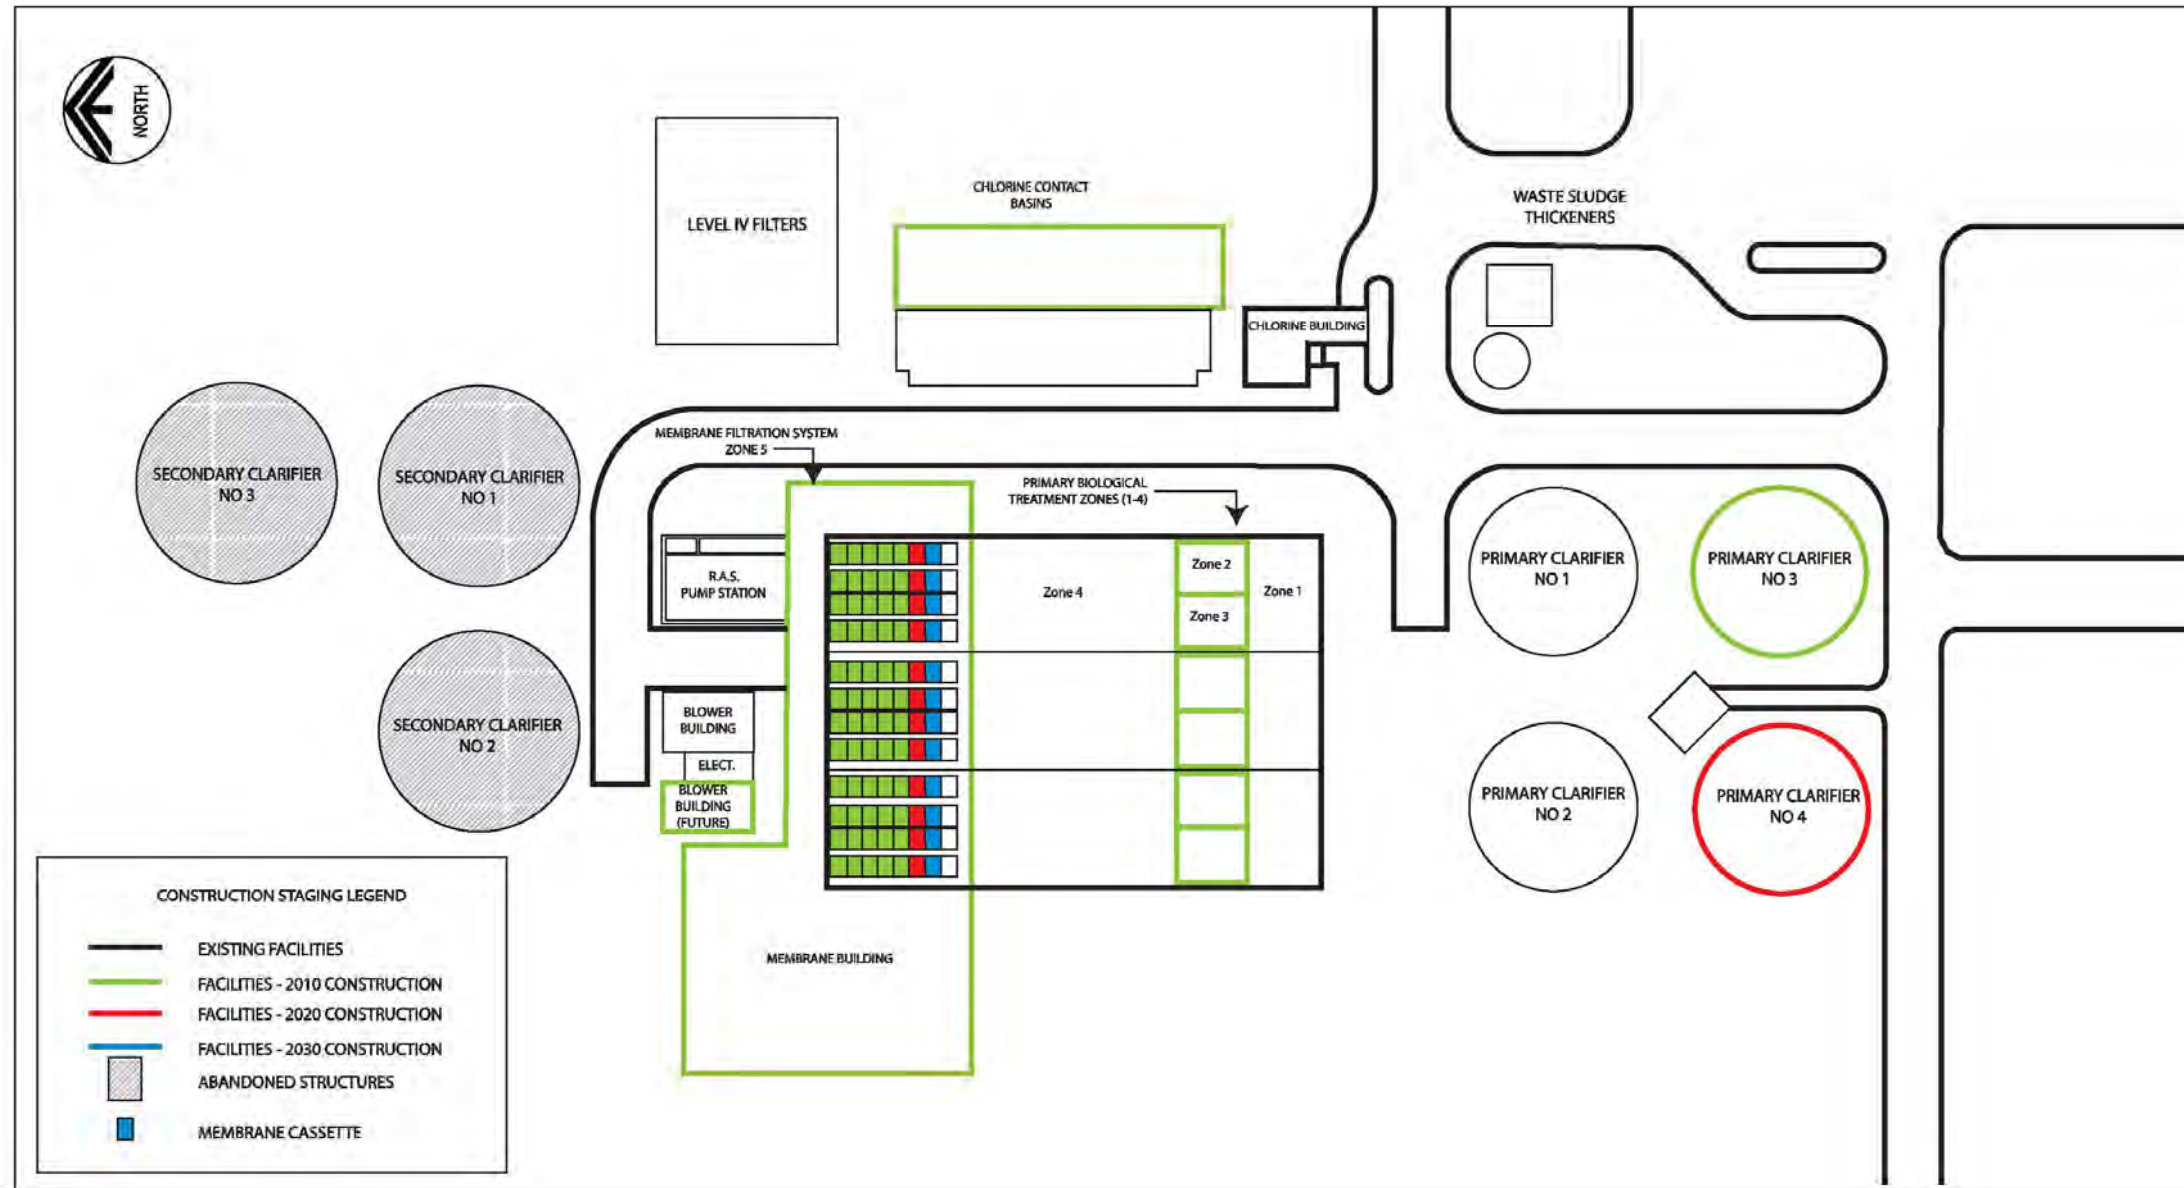 NORTH
LEVEL IV FILTERS
CHLORINE CONTACT
BASINS
WASTE SLUDGE
THICKENERS
CHLORINE BUILDING
MEMBRANE FILTRATION SYSTEM
ZONE 5
SECONDARY CLARIFIER
NO 3
SECONDARY CLARIFIER
NO 1
PRIMARY BIOLOGICAL
TREATMENT ZONES (1-4)
R.A.S.
PUMP STATION
Zone 4
Zone 2
Zone 3
Zone 1
PRIMARY CLARIFIER
NO 1
PRIMARY CLARIFIER
NO 3
SECONDARY CLARIFIER
NO 2
BLOWER
BUILDING
ELECT.
BLOWER
BUILDING
(FUTURE)
PRIMARY CLARIFIER
NO 2
PRIMARY CLARIFIER
NO 4
MEMBRANE BUILDING
CONSTRUCTION STAGING LEGEND
EXISTING FACILITIES
FACILITIES - 2010 CONSTRUCTION
FACILITIES - 2020 CONSTRUCTION
FACILITIES - 2030 CONSTRUCTION
ABANDONED STRUCTURES
MEMBRANE CASSETTE